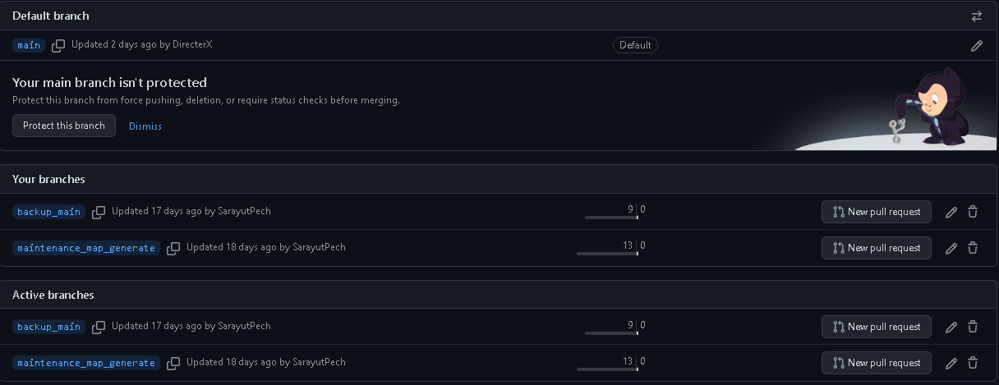 Default branch
main Updated 2 days ago by DirecterX Default
Your main branch isn't protected
Protect this branch from force pushing, deletion, or require status checks before merging.
Protect this branch Dismiss
Your branches
backup_main Updated 17 days ago by SarayutPech 9 0 New pull request
maintenance_map_generate Updated 18 days ago by SarayutPech 13 0 New pull request
Active branches
backup_main Updated 17 days ago by SarayutPech 9 0 New pull request
maintenance_map_generate Updated 18 days ago by SarayutPech 13 0 New pull request